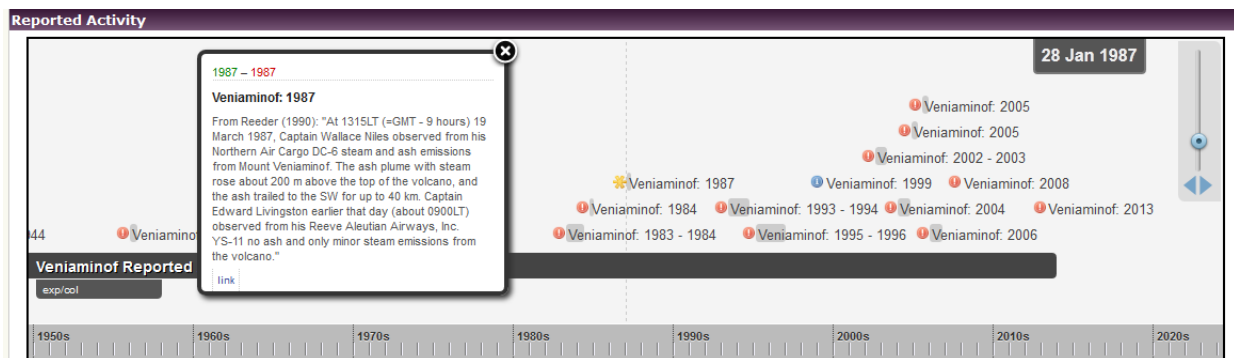 Reported Activity
28 Jan 1987
1987 – 1987
Veniaminof: 1987
From Reeder (1990): "At 1315LT (=GMT - 9 hours) 19
March 1987, Captain Wallace Niles observed from his
Northern Air Cargo DC-6 steam and ash emissions
from Mount Veniaminof. The ash plume with steam
rose about 200 m above the top of the volcano, and
the ash trailed to the SW for up to 40 km. Captain
Edward Livingston earlier that day (about 0900LT)
observed from his Reeve Aleutian Airways, Inc.
YS-11 no ash and only minor steam emissions from
the volcano."
link
Veniaminof: 2005
Veniaminof: 2005
Veniaminof: 2002 - 2003
Veniaminof: 1987 Veniaminof: 1999 Veniaminof: 2008
Veniaminof: 1984 Veniaminof: 1993 - 1994 Veniaminof: 2004 Veniaminof: 2013
Veniaminof: 1983 - 1984 Veniaminof: 1995 - 1996 Veniaminof: 2006
Veniaminof Reported
exp/col
1950s 1960s 1970s 1980s 1990s 2000s 2010s 2020s